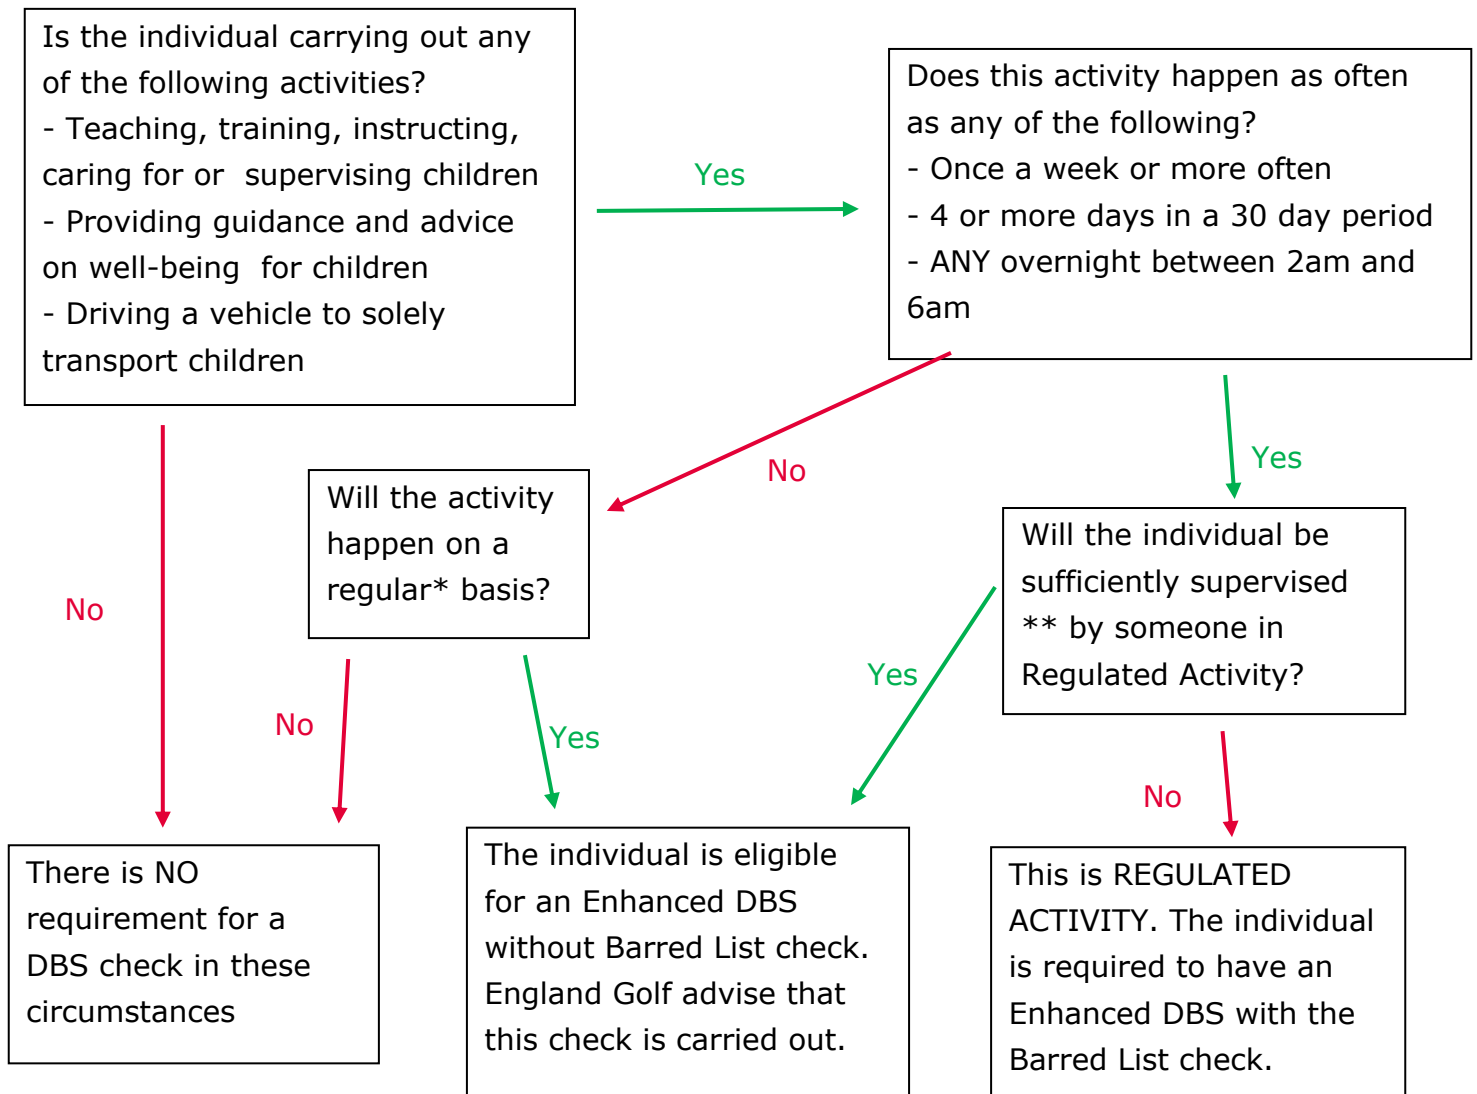 Is the individual carrying out any
of the following activities?
- Teaching, training, instructing,
caring for or  supervising children
- Providing guidance and advice
on well-being  for children
- Driving a vehicle to solely
transport children
Yes
Does this activity happen as often
as any of the following?
- Once a week or more often
- 4 or more days in a 30 day period
- ANY overnight between 2am and
6am
No
No
Yes
Will the activity
happen on a
regular* basis?
Will the individual be
sufficiently supervised
** by someone in
Regulated Activity?
No
Yes
Yes
No
There is NO
requirement for a
DBS check in these
circumstances
The individual is eligible
for an Enhanced DBS
without Barred List check.
England Golf advise that
this check is carried out.
This is REGULATED
ACTIVITY. The individual
is required to have an
Enhanced DBS with the
Barred List check.